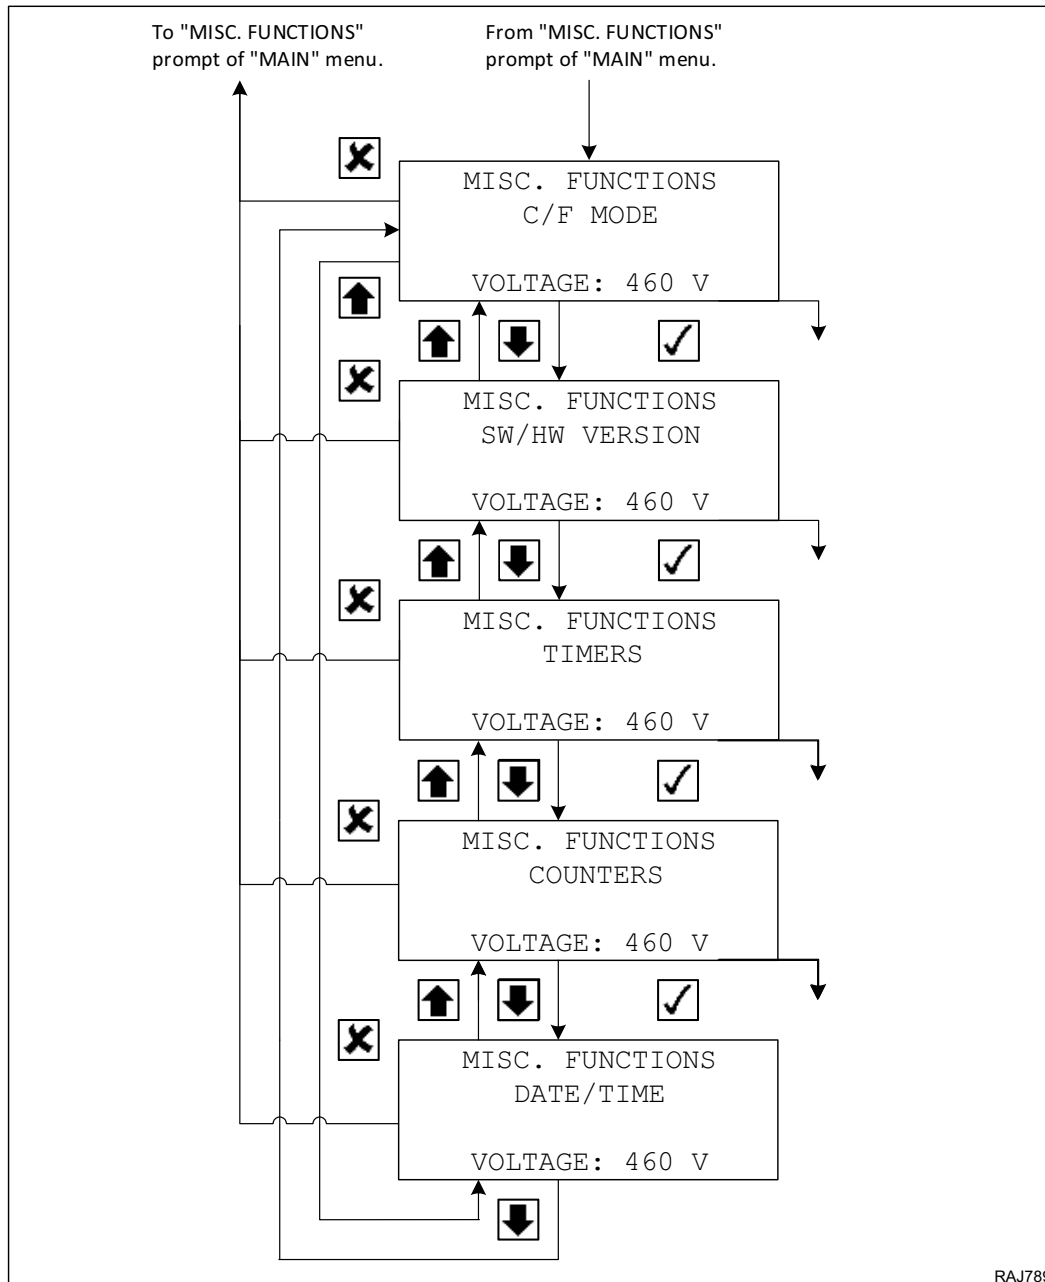 To "MISC. FUNCTIONS"
prompt of "MAIN" menu.
From "MISC. FUNCTIONS"
prompt of "MAIN" menu.
MISC. FUNCTIONS
C/F MODE
VOLTAGE: 460 V
MISC. FUNCTIONS
SW/HW VERSION
VOLTAGE: 460 V
MISC. FUNCTIONS
TIMERS
VOLTAGE: 460 V
MISC. FUNCTIONS
COUNTERS
VOLTAGE: 460 V
MISC. FUNCTIONS
DATE/TIME
VOLTAGE: 460 V
RAJ789